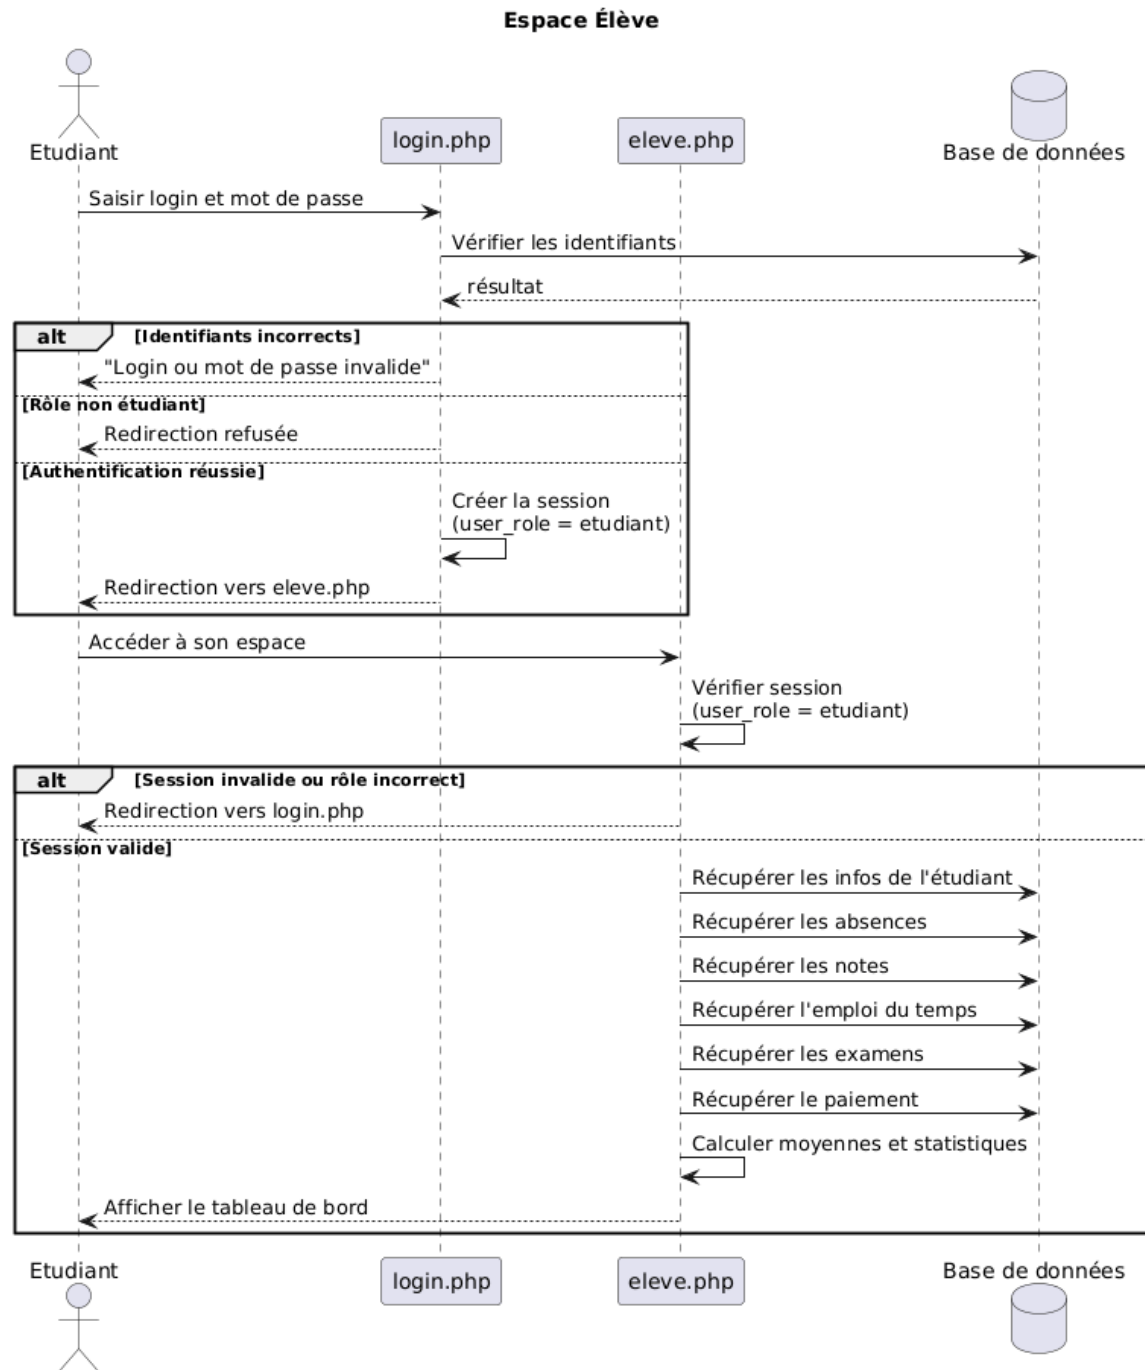 Espace Élève
Etudiant
login.php
eleve.php
Base de données
Saisir login et mot de passe
Vérifier les identifiants
résultat
alt [Identifiants incorrects]
"Login ou mot de passe invalide"
[Rôle non étudiant]
Redirection refusée
[Authentification réussie]
Créer la session
(user_role = etudiant)
Redirection vers eleve.php
Accéder à son espace
Vérifier session
(user_role = etudiant)
alt [Session invalide ou rôle incorrect]
Redirection vers login.php
[Session valide]
Récupérer les infos de l'étudiant
Récupérer les absences
Récupérer les notes
Récupérer l'emploi du temps
Récupérer les examens
Récupérer le paiement
Calculer moyennes et statistiques
Afficher le tableau de bord
Etudiant
login.php
eleve.php
Base de données